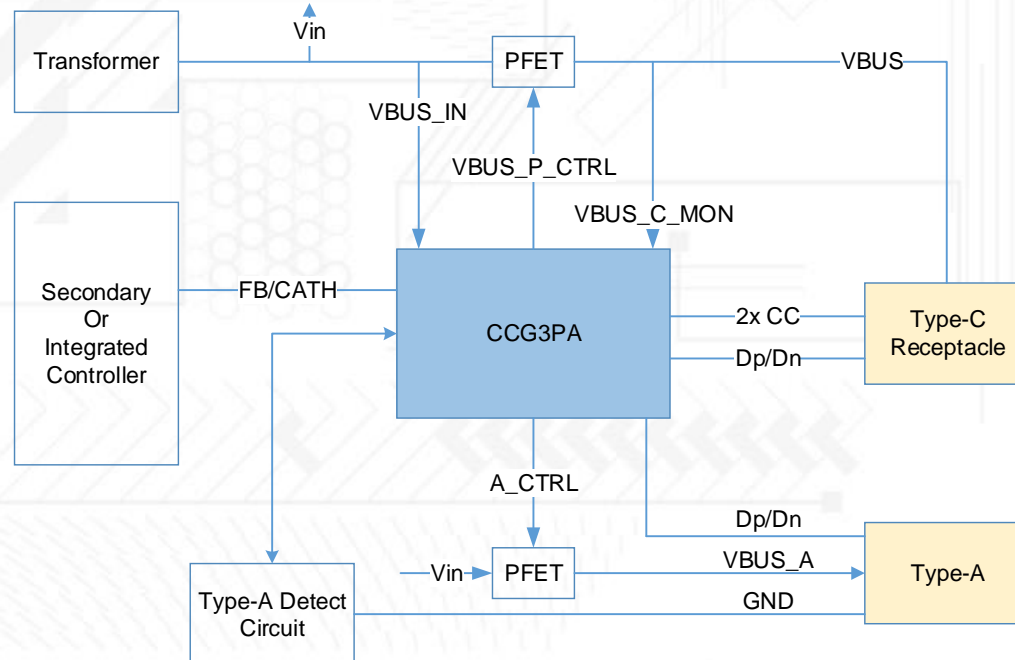 Vin
Transformer
PFET
VBUS
VBUS_IN
VBUS_P_CTRL
VBUS_C_MON
Secondary
Or
Integrated
Controller
FB/CATH
CCG3PA
2x CC
Dp/Dn
Type-C
Receptacle
A_CTRL
Dp/Dn
Vin
PFET
VBUS_A
Type-A
GND
Type-A Detect
Circuit